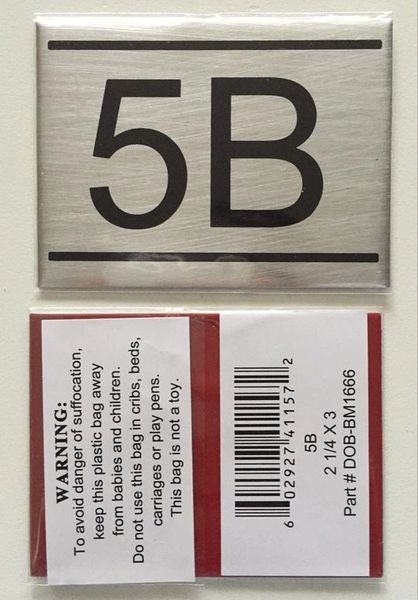 5B
WARNING:
To avoid danger of suffocation,
keep this plastic bag away
from babies and children.
Do not use this bag in cribs, beds,
carriages or play pens.
This bag is not a toy.
6 02927 41157 2
5B
2 1/4 X 3
Part # DOB-BM1666